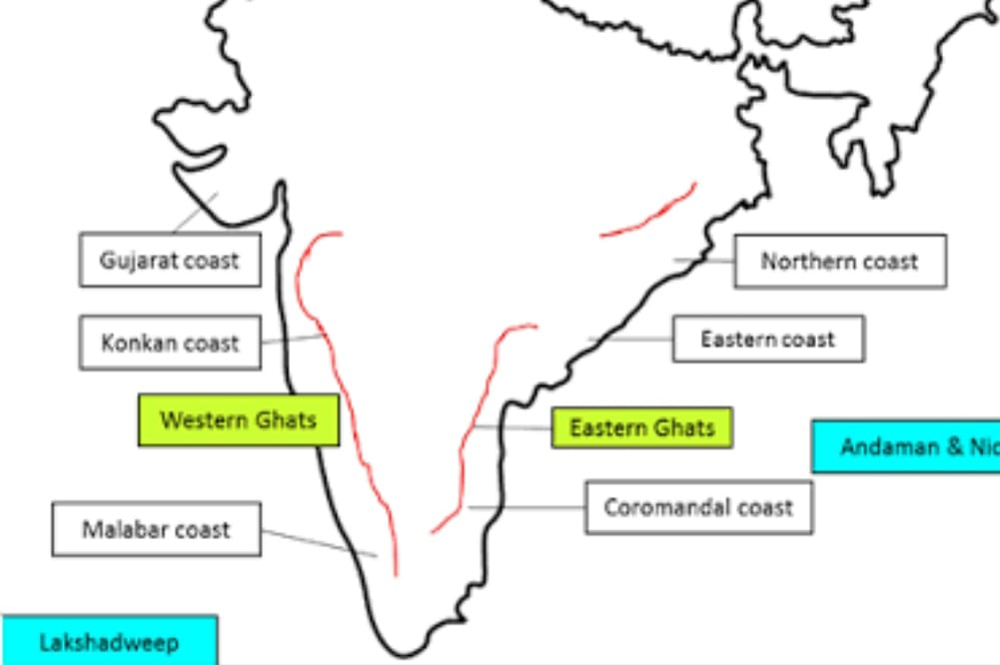 Gujarat coast
Northern coast
Konkan coast
Eastern coast
Western Ghats
Eastern Ghats
Andaman & Nic
Coromandal coast
Malabar coast
Lakshadweep